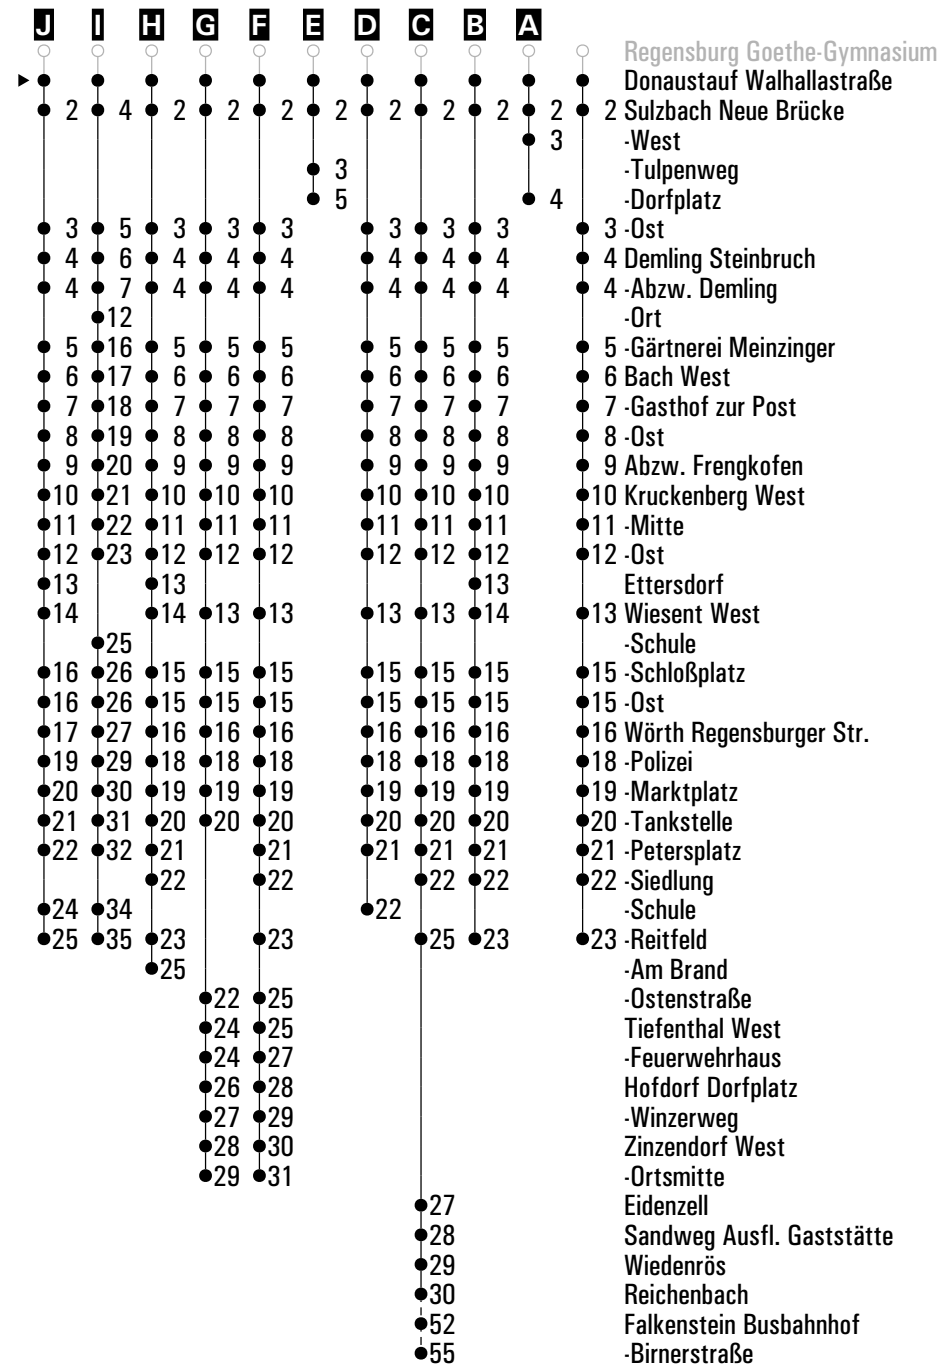 J I H G F E D C B A
Regensburg Goethe-Gymnasium
Donaustauf Walhallastraße
2 4 2 2 2 2 2 2 2 2 2 Sulzbach Neue Brücke
3 -West
3 -Tulpenweg
5 4 -Dorfplatz
3 5 3 3 3 3 3 3 3 -Ost
4 6 4 4 4 4 4 4 4 Demling Steinbruch
4 7 4 4 4 4 4 4 4 -Abzw. Demling
12 -Ort
5 16 5 5 5 5 5 5 5 -Gärtnerei Meinzinger
6 17 6 6 6 6 6 6 6 Bach West
7 18 7 7 7 7 7 7 7 -Gasthof zur Post
8 19 8 8 8 8 8 8 8 -Ost
9 20 9 9 9 9 9 9 9 Abzw. Frengkofen
10 21 10 10 10 10 10 10 10 Kruckenberg West
11 22 11 11 11 11 11 11 11 -Mitte
12 23 12 12 12 12 12 12 12 -Ost
13 13 13 Ettersdorf
14 14 13 13 13 13 14 13 Wiesent West
25 -Schule
16 26 15 15 15 15 15 15 15 -Schloßplatz
16 26 15 15 15 15 15 15 15 -Ost
17 27 16 16 16 16 16 16 16 Wörth Regensburger Str.
19 29 18 18 18 18 18 18 18 -Polizei
20 30 19 19 19 19 19 19 19 -Marktplatz
21 31 20 20 20 20 20 20 20 -Tankstelle
22 32 21 21 21 21 21 21 -Petersplatz
22 22 22 22 22 -Siedlung
24 34 22 -Schule
25 35 23 23 25 23 23 -Reitfeld
25 -Am Brand
22 25 -Ostenstraße
24 25 Tiefenthal West
24 27 -Feuerwehrhaus
26 28 Hofdorf Dorfplatz
27 29 -Winzerweg
28 30 Zinzendorf West
29 31 -Ortsmitte
27 Eidenzell
28 Sandweg Ausfl. Gaststätte
29 Wiedenrös
30 Reichenbach
52 Falkenstein Busbahnhof
55 -Birnerstraße